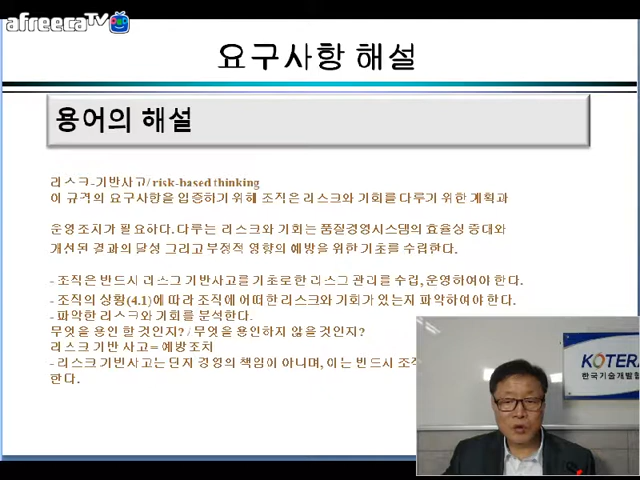 afreecaTV
요구사항 해설
용어의 해설
리스크-기반사고/ risk-based thinking
이 규격의 요구사항을 입증하기 위해 조직은 리스크와 기회를 다루기 위한 계획과
운영조치가 필요하다. 다루는 리스크와 기회는 품질경영시스템의 효율성 증대와
개선된 결과의 달성 그리고 부정적 영향의 예방을 위한 기초를 수립한다.
- 조직은 반드시 리스크 기반사고를 기초로한 리스크 관리를 수립, 운영하여야 한다.
- 조직의 상황(4.1)에 따라 조직에 어떠한 리스크와 기회가 있는지 파악하여야 한다.
- 파악한 리스크와 기회를 분석한다.
무엇을 용인 할 것인지? / 무엇을 용인하지 않을 것인지?
리스크 기반 사고 = 예방조치
- 리스크 기반사고는 단지 경영의 책임이 아니며, 이는 반드시 조직
한다.
KOTERA
한국기술개발협